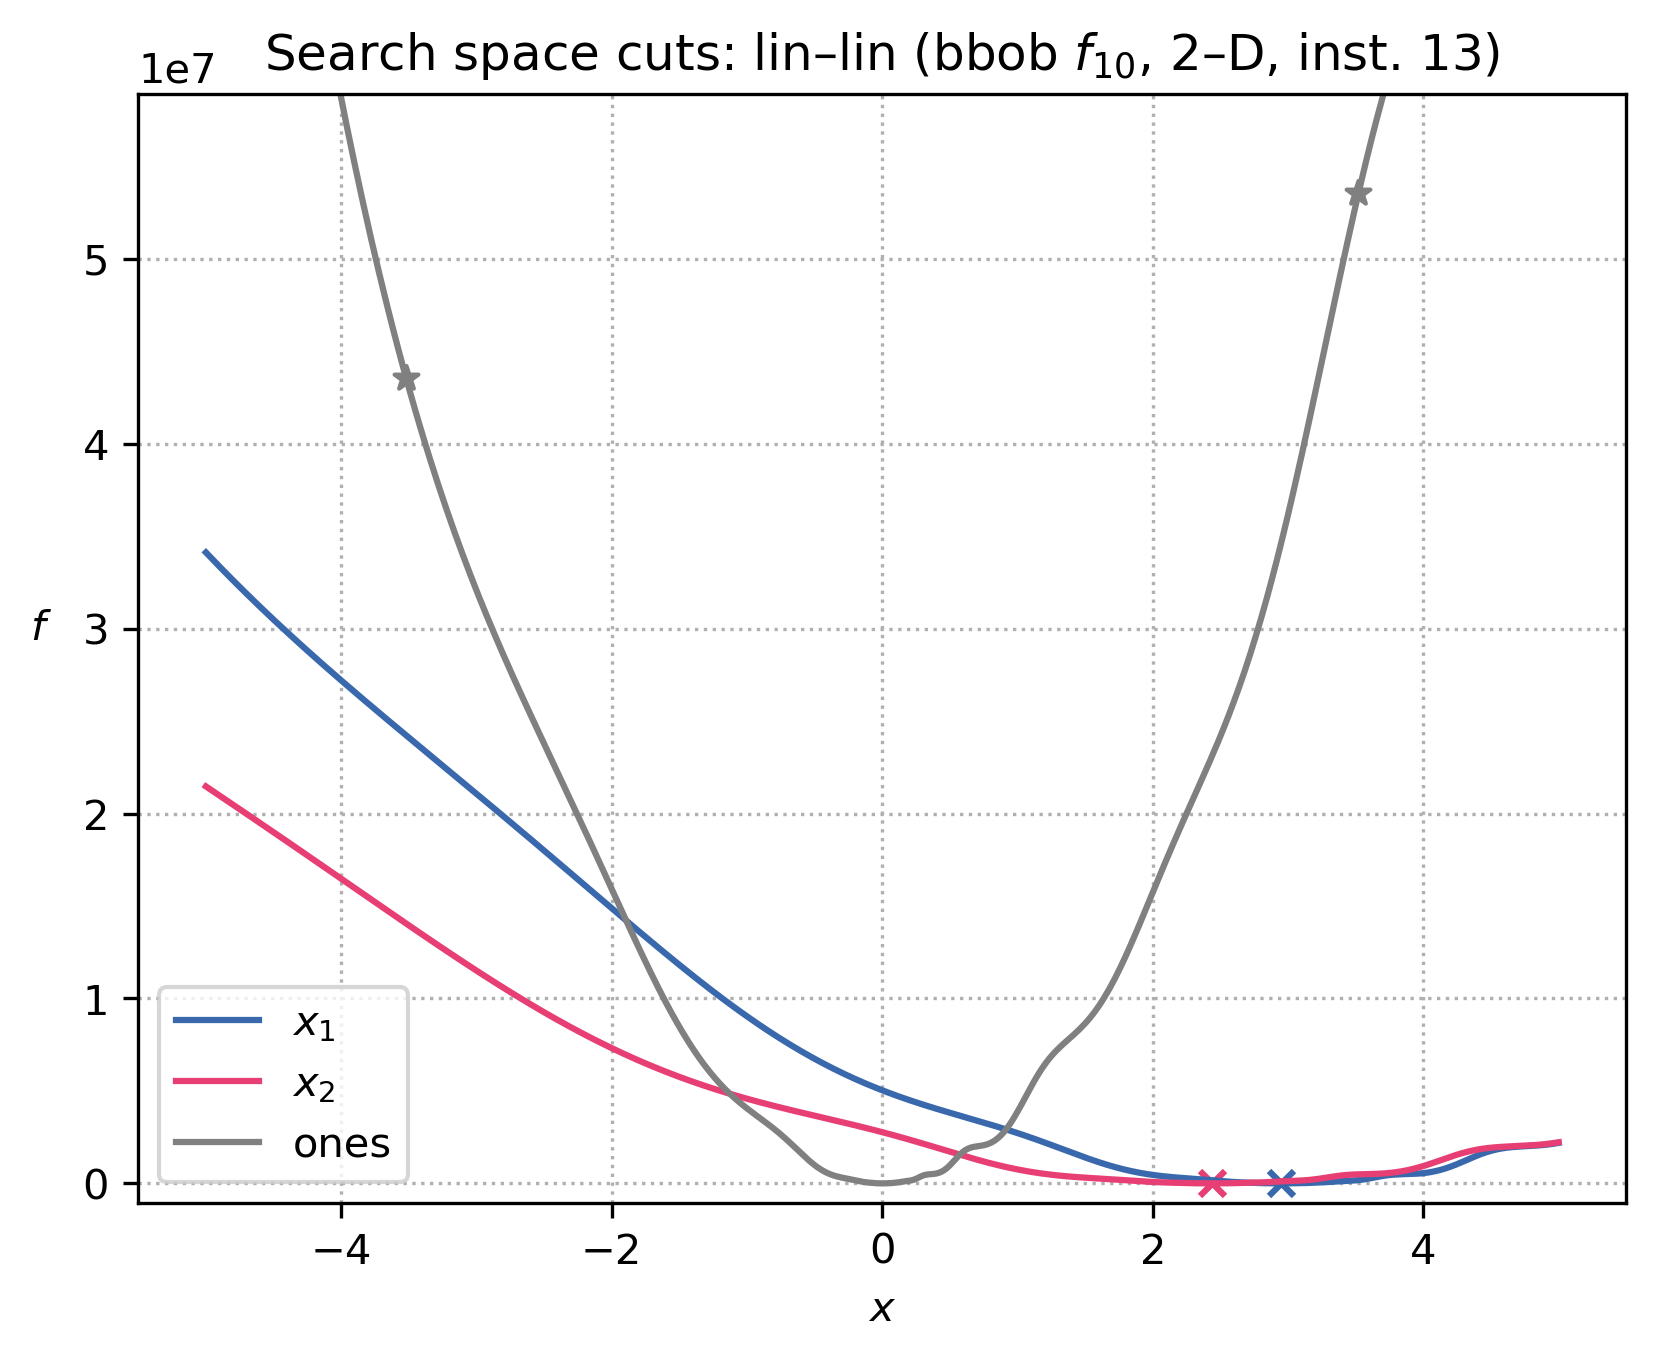 Search space cuts: lin–lin (bbob f10, 2–D, inst. 13)
1e7
5
4
3
f
2
1
0
x1
x2
ones
−4 −2 0 2 4
x